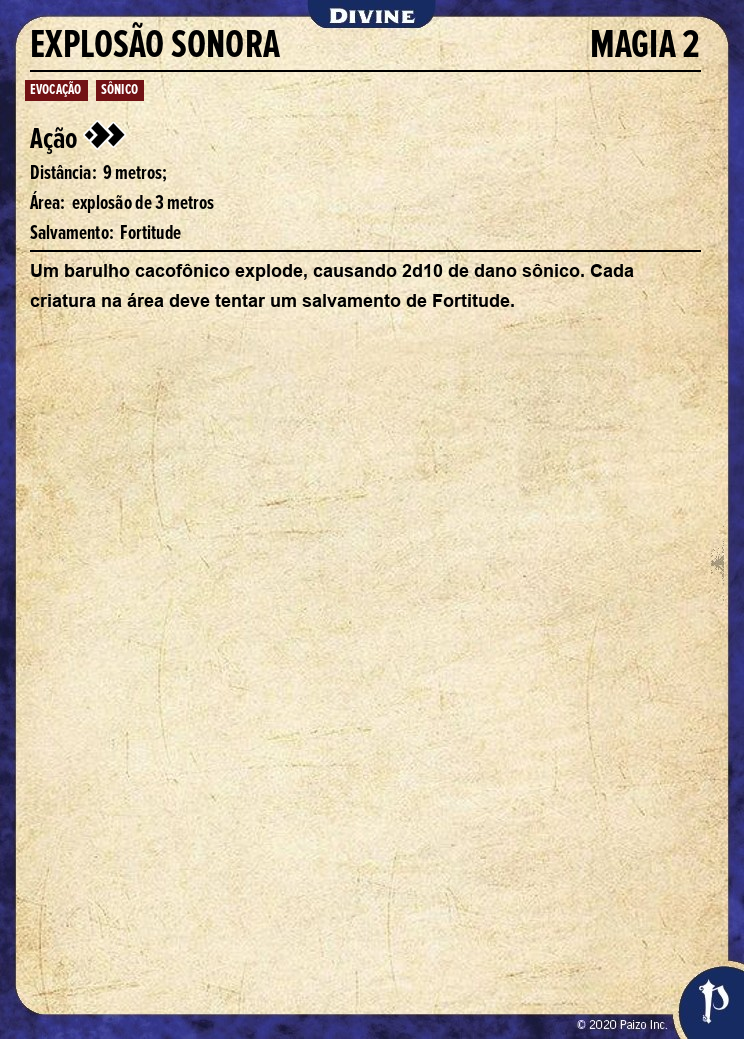 DIVINE
EXPLOSÃO SONORA MAGIA 2
EVOCAÇÃO SÔNICO
Ação
Distância: 9 metros;
Área: explosão de 3 metros
Salvamento: Fortitude
Um barulho cacofônico explode, causando 2d10 de dano sônico. Cada
criatura na área deve tentar um salvamento de Fortitude.
© 2020 Paizo Inc.
P